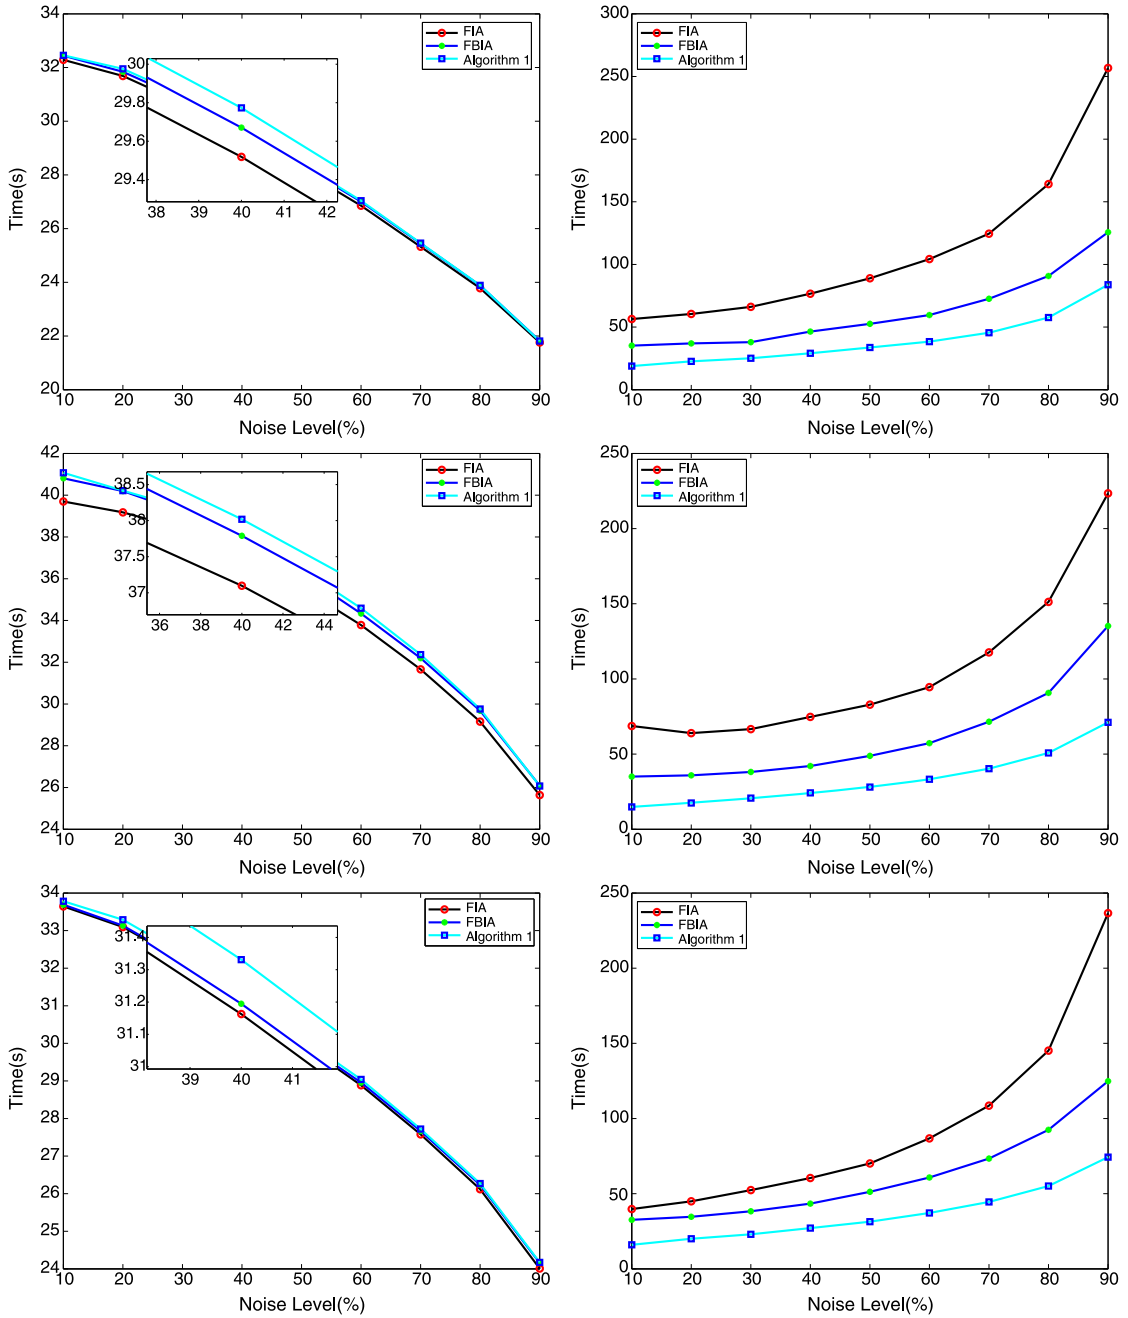 34
32
30
28
26
24
22
20
Time(s)
10 20 30 40 50 60 70 80 90
Noise Level(%)
FIA
FBIA
Algorithm 1
30
29.8
29.6
29.4
38 39 40 41 42
300
250
200
150
100
50
0
Time(s)
10 20 30 40 50 60 70 80 90
Noise Level(%)
FIA
FBIA
Algorithm 1
42
40
38
36
34
32
30
28
26
24
Time(s)
10 20 30 40 50 60 70 80 90
Noise Level(%)
FIA
FBIA
Algorithm 1
38.5
38
37.5
37
36 38 40 42 44
250
200
150
100
50
0
Time(s)
10 20 30 40 50 60 70 80 90
Noise Level(%)
FIA
FBIA
Algorithm 1
34
33
32
31
30
29
28
27
26
25
24
Time(s)
10 20 30 40 50 60 70 80 90
Noise Level(%)
FIA
FBIA
Algorithm 1
31.4
31.3
31.2
31.1
31
39 40 41
250
200
150
100
50
0
Time(s)
10 20 30 40 50 60 70 80 90
Noise Level(%)
FIA
FBIA
Algorithm 1